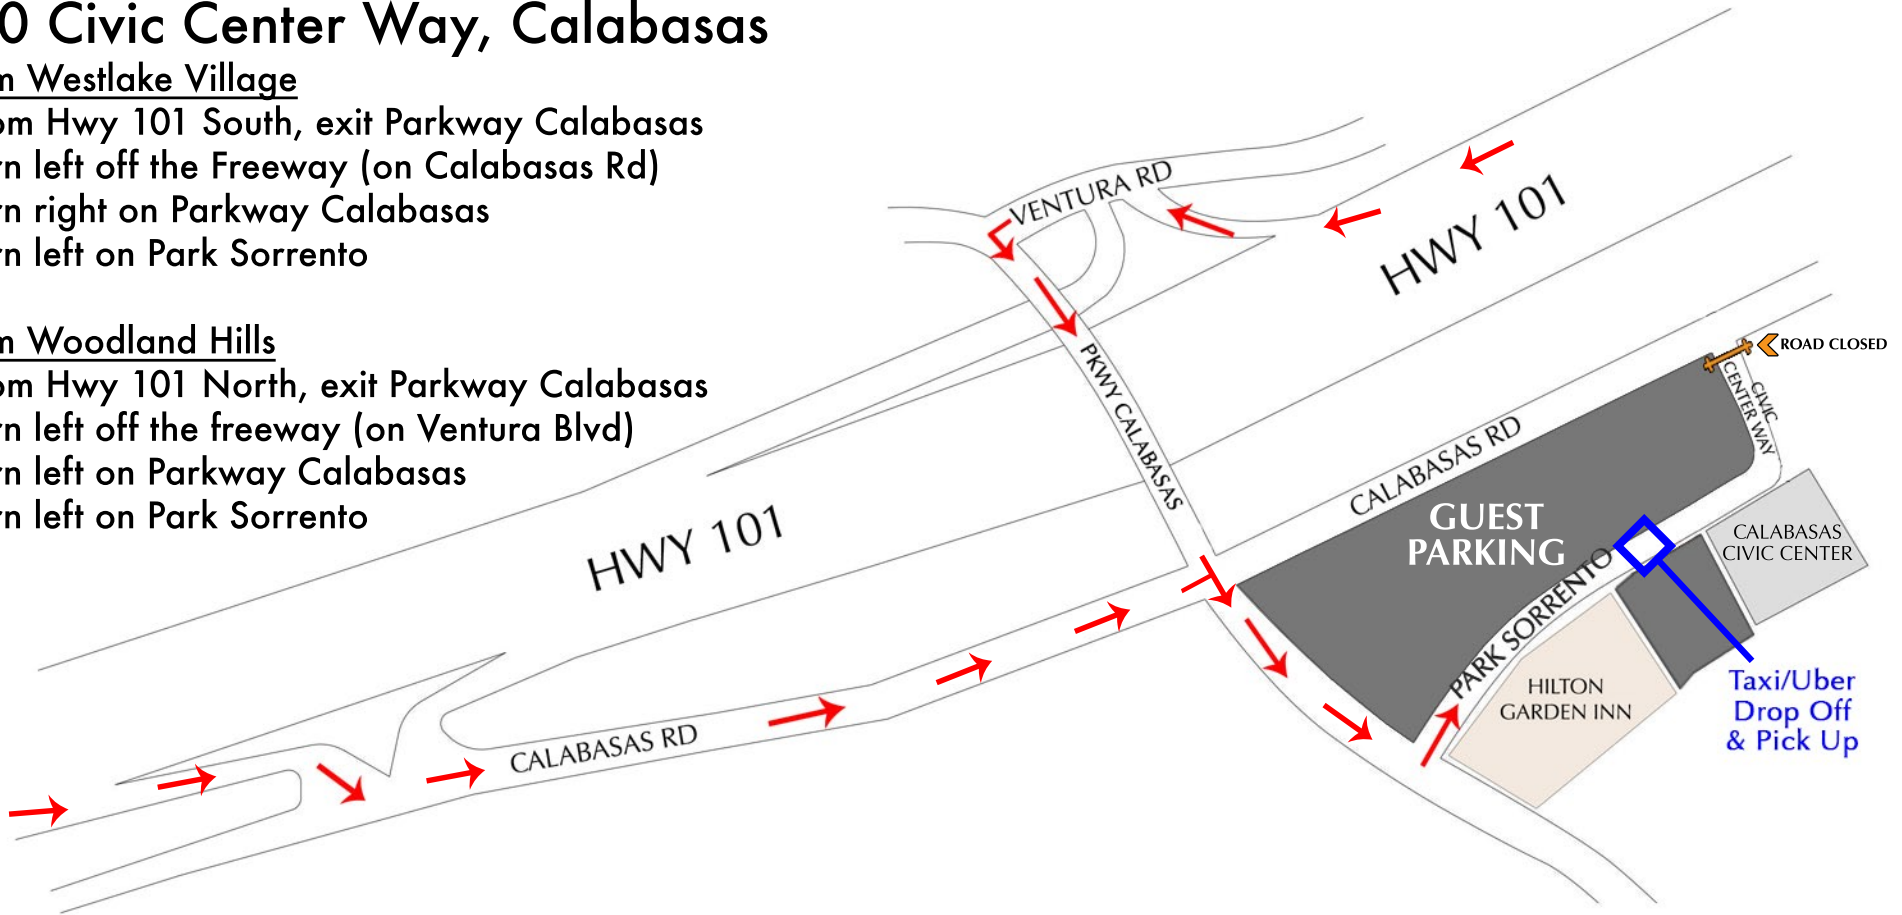 0 Civic Center Way, Calabasas
m Westlake Village
om Hwy 101 South, exit Parkway Calabasas
rn left off the Freeway (on Calabasas Rd)
rn right on Parkway Calabasas
rn left on Park Sorrento
m Woodland Hills
om Hwy 101 North, exit Parkway Calabasas
rn left off the freeway (on Ventura Blvd)
rn left on Parkway Calabasas
rn left on Park Sorrento
VENTURA RD
HWY 101
PKWY CALABASAS
ROAD CLOSED
CIVIC
CENTER WAY
CALABASAS RD
GUEST
PARKING
CALABASAS
CIVIC CENTER
HWY 101
PARK SORRENTO
HILTON
GARDEN INN
Taxi/Uber
Drop Off
& Pick Up
CALABASAS RD